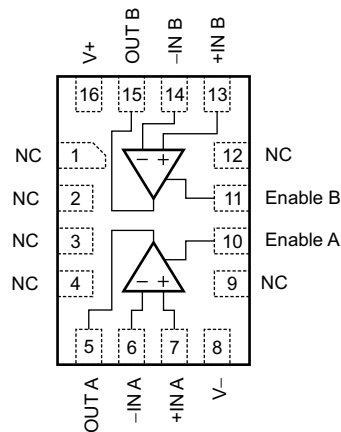 V+
OUT B
−IN B
+IN B
16
15
14
13
NC
1
− +
12
NC
NC
2
11
Enable B
NC
3
10
Enable A
NC
4
− +
9
NC
5
6
7
8
OUT A
−IN A
+IN A
V−